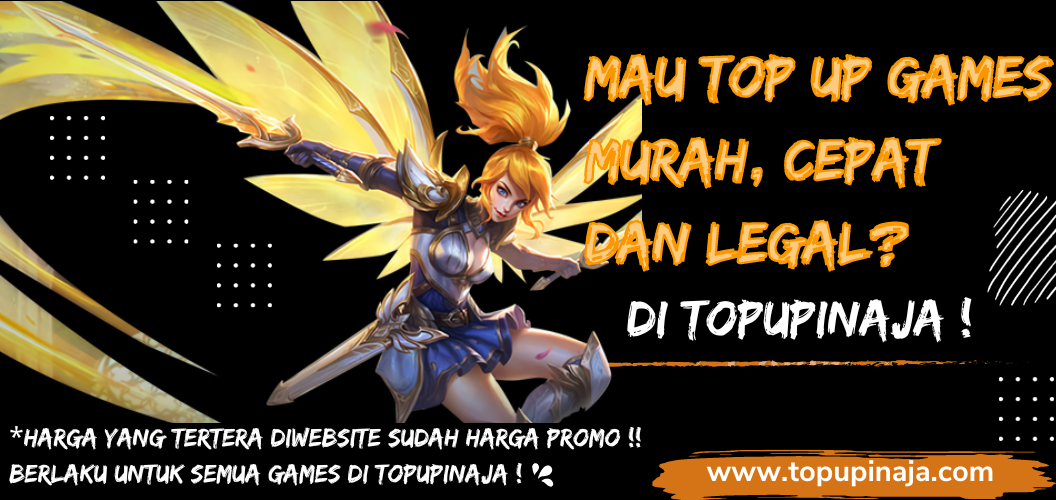 MAU TOP UP GAMES
MURAH, CEPAT
DAN LEGAL?
DI TOPUPINAJA !
*HARGA YANG TERTERA DIWEBSITE SUDAH HARGA PROMO !!
BERLAKU UNTUK SEMUA GAMES DI TOPUPINAJA !
www.topupinaja.com